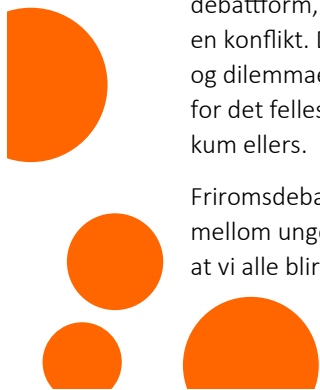 debattform,
en konflikt. D
og dilemmae
for det felles
kum ellers.
Friromsdeba
mellom unge
at vi alle blir